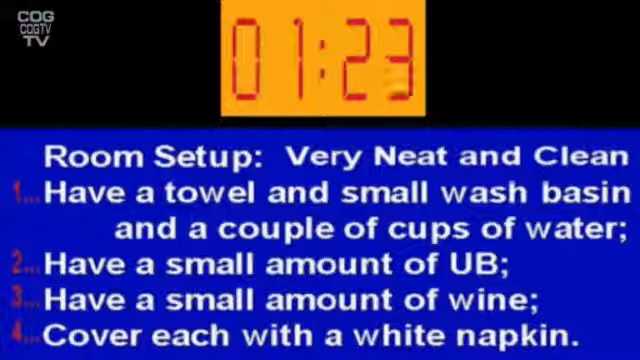 COG
COGTV
TV
01:23
Room Setup: Very Neat and Clean
1...Have a towel and small wash basin
and a couple of cups of water;
2...Have a small amount of UB;
3...Have a small amount of wine;
4...Cover each with a white napkin.